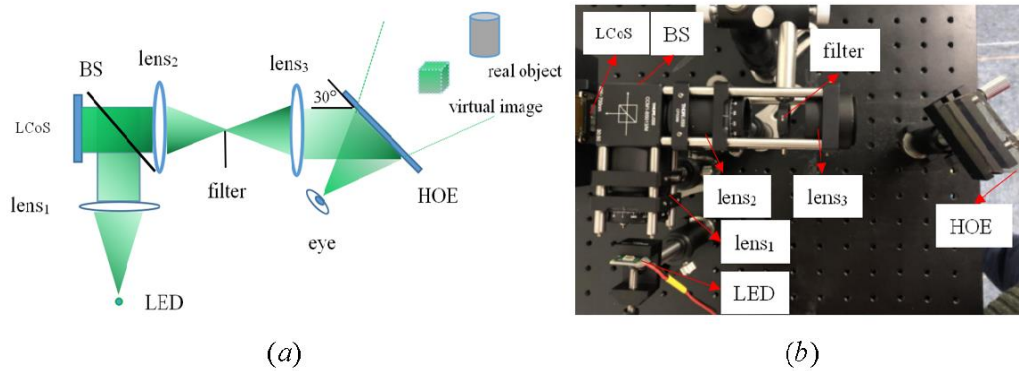 BS
lens2
lens3
real object
30°
virtual image
LCoS
filter
HOE
lens1
eye
LED
(a)
LCoS
BS
filter
lens2
lens3
HOE
lens1
LED
(b)